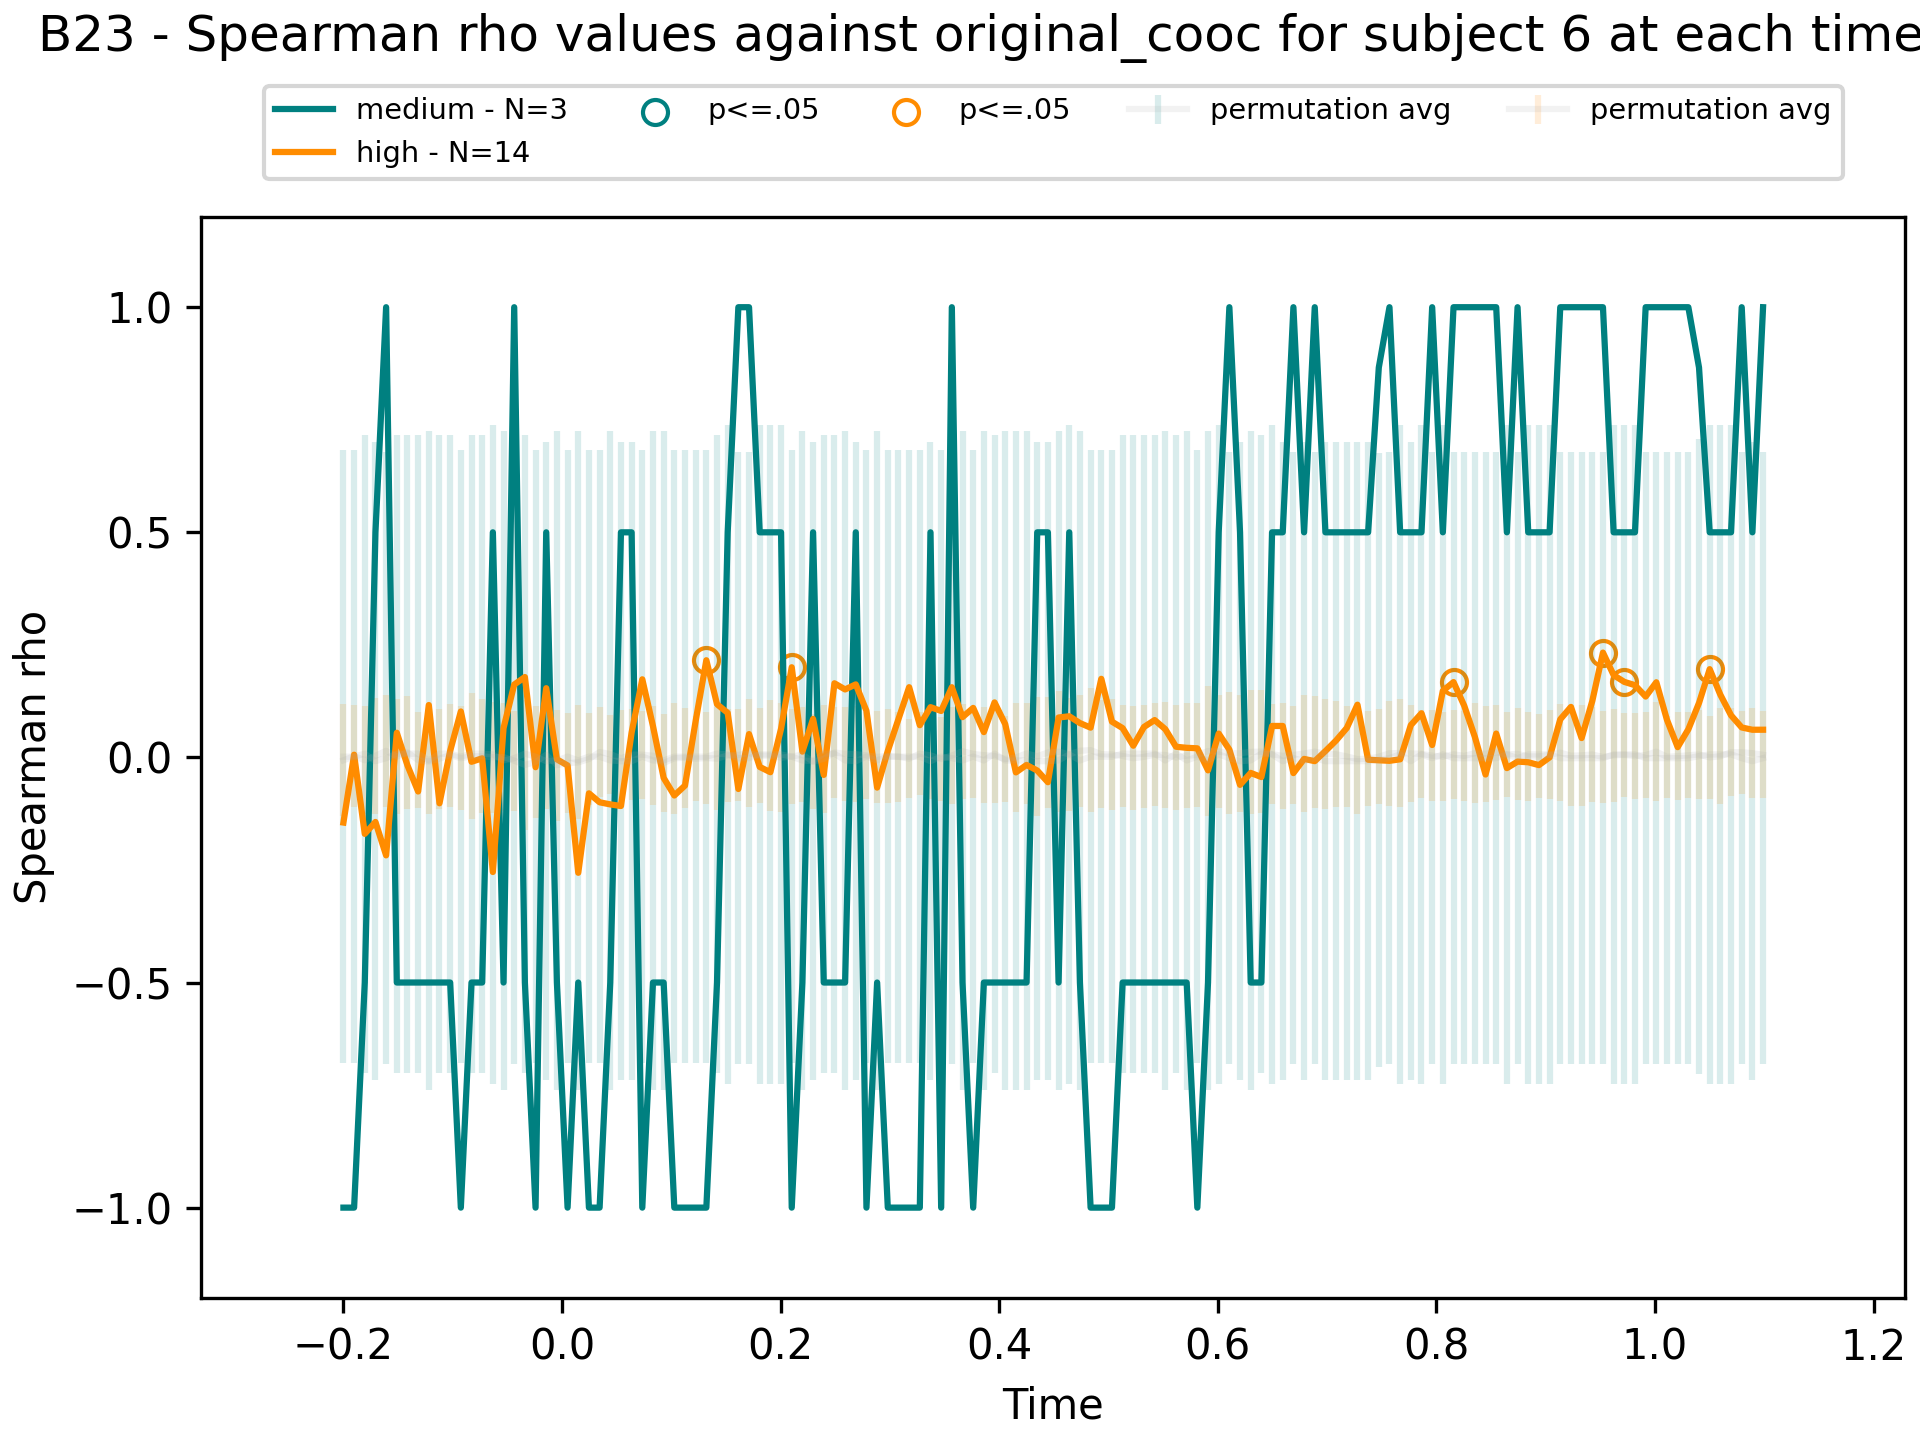 B23 - Spearman rho values against original_cooc for subject 6 at each time
medium - N=3
high - N=14
p<=.05
p<=.05
permutation avg
permutation avg
Spearman rho
1.0
0.5
0.0
−0.5
−1.0
−0.2
0.0
0.2
0.4
0.6
0.8
1.0
1.2
Time